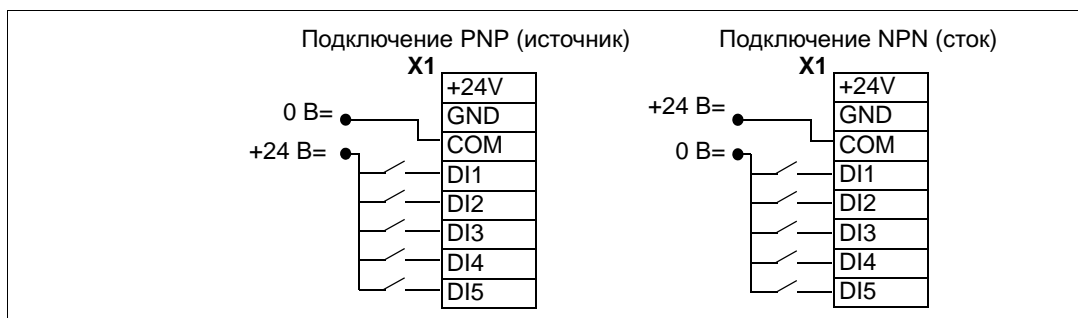 Подключение PNP (источник)
X1
+24V
0 В=
GND
COM
+24 В=
DI1
DI2
DI3
DI4
DI5
Подключение NPN (сток)
X1
+24V
+24 В=
GND
COM
0 В=
DI1
DI2
DI3
DI4
DI5